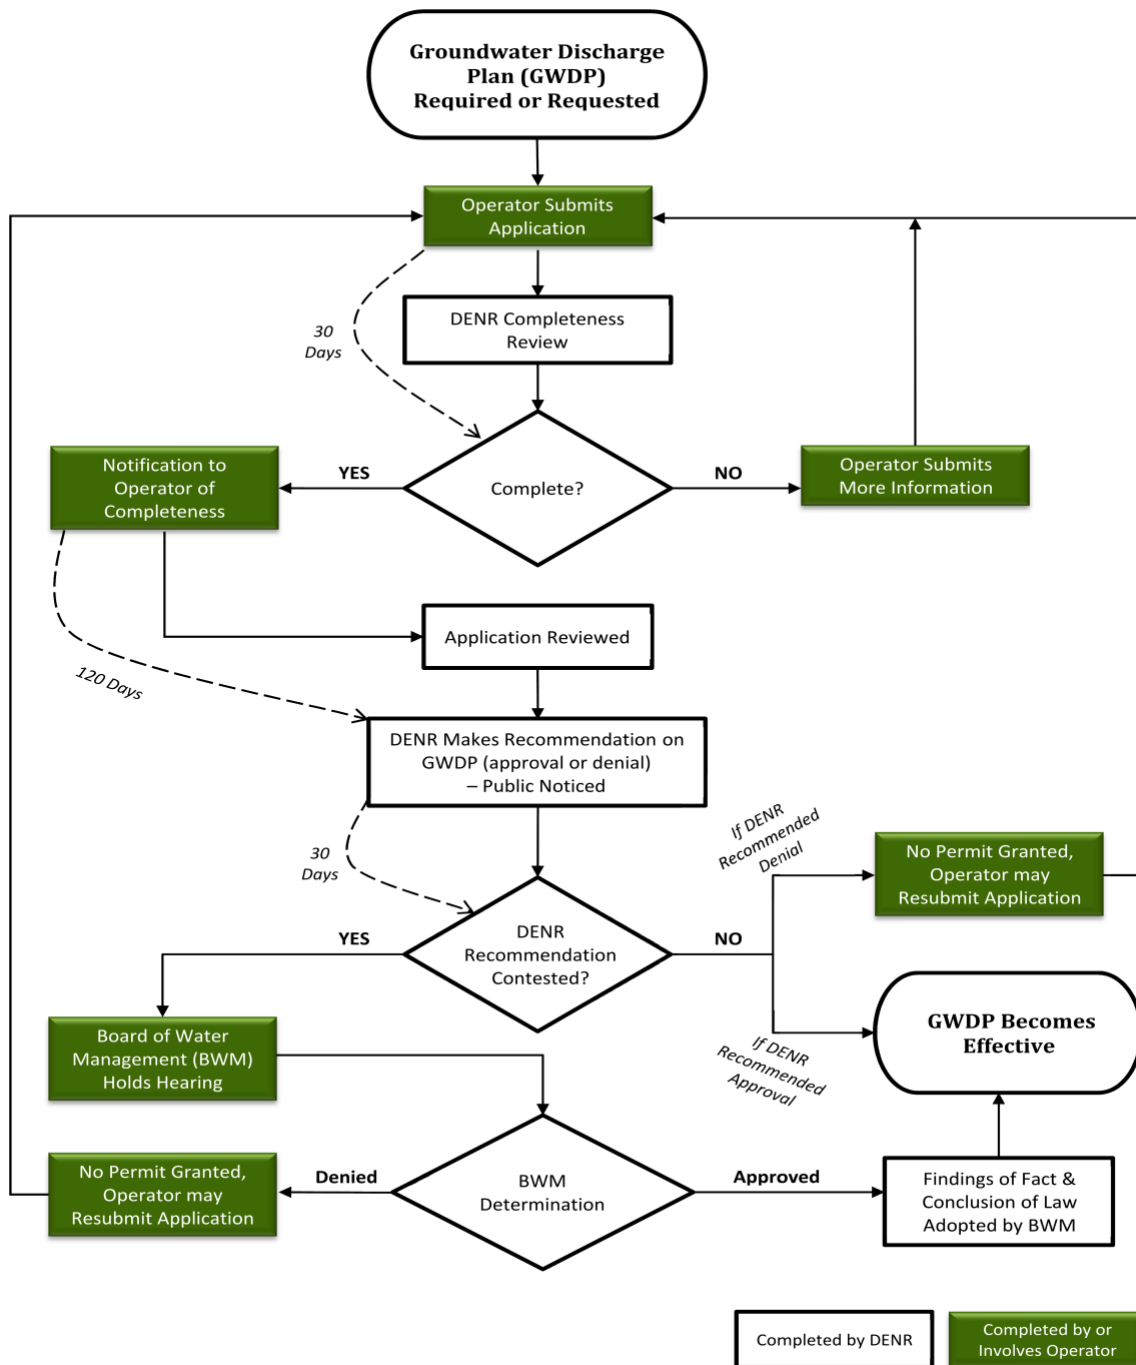 Groundwater Discharge
Plan (GWDP)
Required or Requested
Operator Submits
Application
DENR Completeness
Review
30
Days
Complete?
YES
NO
Notification to
Operator of
Completeness
Operator Submits
More Information
Application Reviewed
120 Days
DENR Makes Recommendation on
GWDP (approval or denial)
– Public Noticed
30
Days
DENR
Recommendation
Contested?
YES
NO
If DENR
Recommended
Denial
No Permit Granted,
Operator may
Resubmit Application
If DENR
Recommended
Approval
GWDP Becomes
Effective
Board of Water
Management (BWM)
Holds Hearing
BWM
Determination
Denied
Approved
No Permit Granted,
Operator may
Resubmit Application
Findings of Fact &
Conclusion of Law
Adopted by BWM
Completed by DENR
Completed by or
Involves Operator